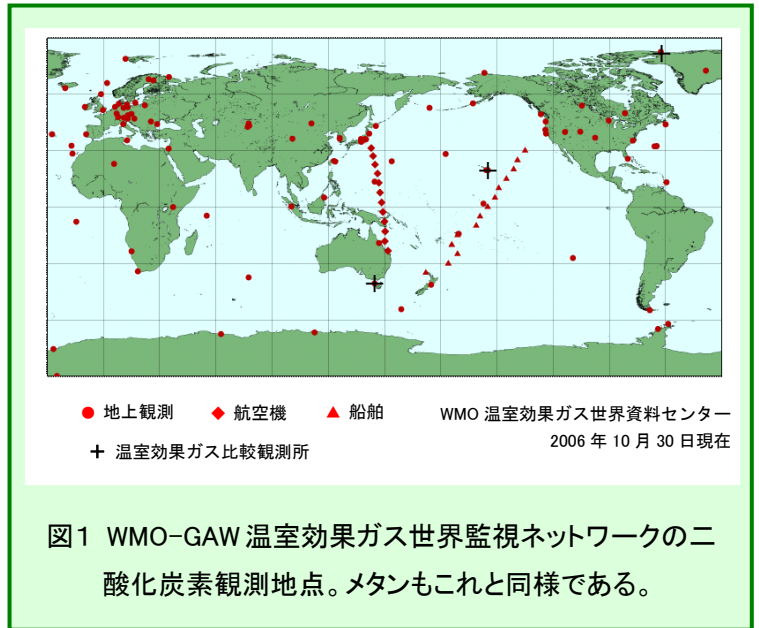 ● 地上観測 ◆ 航空機 ▲ 船舶 WMO 温室効果ガス世界資料センター
+ 温室効果ガス比較観測所 2006 年 10 月 30 日現在
図1 WMO-GAW 温室効果ガス世界監視ネットワークの二
酸化炭素観測地点。メタンもこれと同様である。